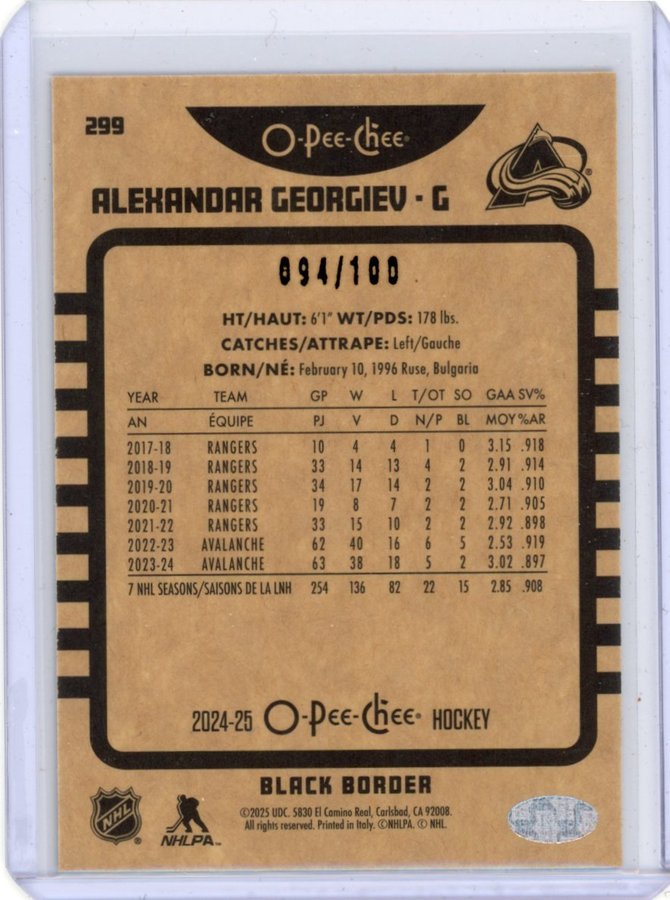 299
O-Pee-Chee®
ALEXANDAR GEORGIEV · G
094/100
HT/HAUT: 6'1" WT/PDS: 178 lbs.
CATCHES/ATTRAPE: Left/Gauche
BORN/NÉ: February 10, 1996 Ruse, Bulgaria
YEAR TEAM GP W L T/OT SO GAA SV%
AN ÉQUIPE PJ V D N/P BL MOY %AR
2017-18 RANGERS 10 4 4 1 0 3.15 .918
2018-19 RANGERS 33 14 13 4 2 2.91 .914
2019-20 RANGERS 34 17 14 2 2 3.04 .910
2020-21 RANGERS 19 8 7 2 2 2.71 .905
2021-22 RANGERS 33 15 10 2 2 2.92 .898
2022-23 AVALANCHE 62 40 16 6 5 2.53 .919
2023-24 AVALANCHE 63 38 18 5 2 3.02 .897
7 NHL SEASONS/SAISONS DE LA LNH 254 136 82 22 15 2.85 .908
2024-25 O-Pee-Chee® HOCKEY
BLACK BORDER
NHL
NHLPA™
©2025 UDC. 5830 El Camino Real, Carlsbad, CA 92008.
All rights reserved. Printed in Italy. ©NHLPA. © NHL.